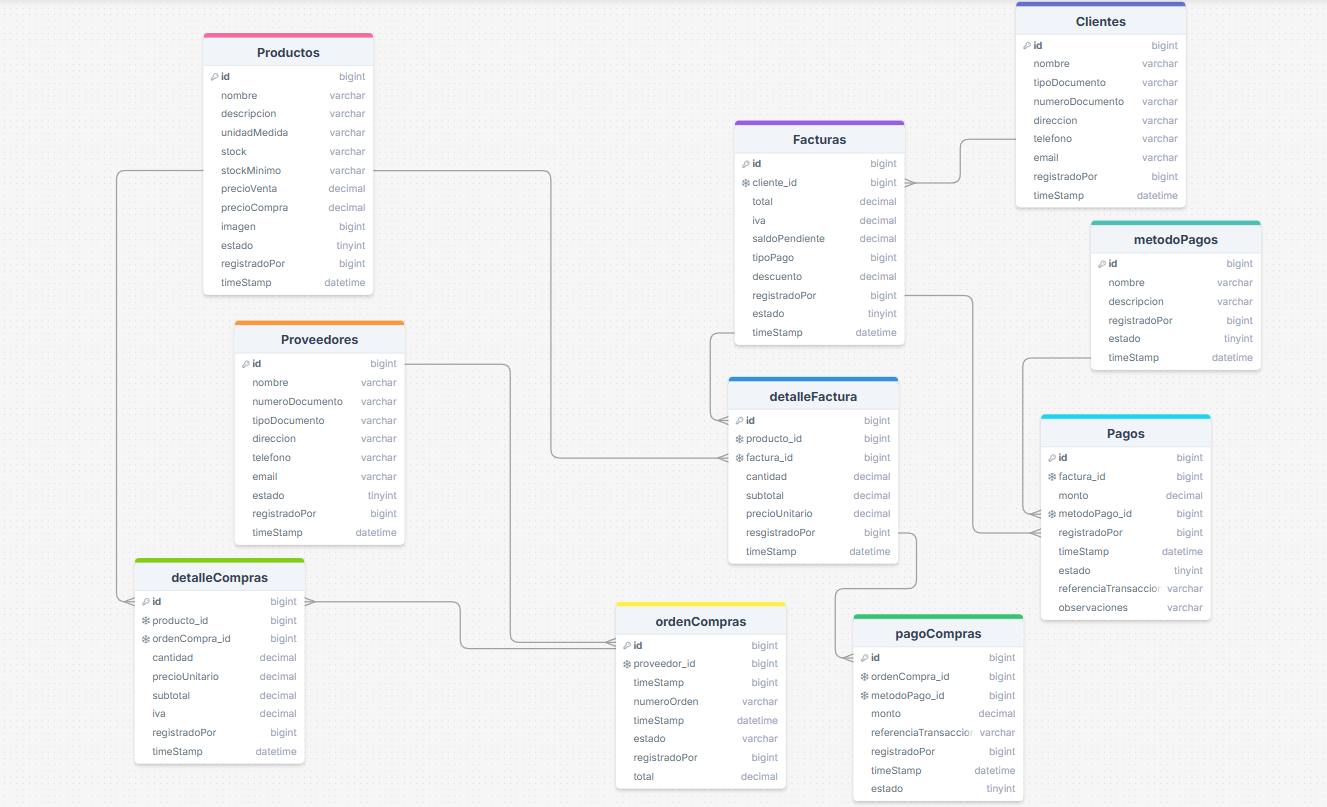 Productos
id bigint
nombre varchar
descripcion varchar
unidadMedida varchar
stock varchar
stockMinimo varchar
precioVenta decimal
precioCompra decimal
imagen bigint
estado tinyint
registradoPor bigint
timeStamp datetime
Proveedores
id bigint
nombre varchar
numeroDocumento varchar
tipoDocumento varchar
direccion varchar
telefono varchar
email varchar
estado tinyint
registradoPor bigint
timeStamp datetime
detalleCompras
id bigint
producto_id bigint
ordenCompra_id bigint
cantidad decimal
precioUnitario decimal
subtotal decimal
iva decimal
registradoPor bigint
timeStamp datetime
Facturas
id bigint
cliente_id bigint
total decimal
iva decimal
saldoPendiente decimal
tipoPago bigint
descuento decimal
registradoPor bigint
estado tinyint
timeStamp datetime
detalleFactura
id bigint
producto_id bigint
factura_id bigint
cantidad decimal
subtotal decimal
precioUnitario decimal
resgistradoPor bigint
timeStamp datetime
ordenCompras
id bigint
proveedor_id bigint
timeStamp bigint
numeroOrden varchar
timeStamp datetime
estado varchar
registradoPor bigint
total decimal
Clientes
id bigint
nombre varchar
tipoDocumento varchar
numeroDocumento varchar
direccion varchar
telefono varchar
email varchar
registradoPor bigint
timeStamp datetime
metodoPagos
id bigint
nombre varchar
descripcion varchar
registradoPor bigint
estado tinyint
timeStamp datetime
Pagos
id bigint
factura_id bigint
monto decimal
metodoPago_id bigint
registradoPor bigint
timeStamp datetime
estado tinyint
referenciaTransaccior varchar
observaciones varchar
pagoCompras
id bigint
ordenCompra_id bigint
metodoPago_id bigint
monto decimal
referenciaTransaccior varchar
registradoPor bigint
timeStamp datetime
estado tinyint